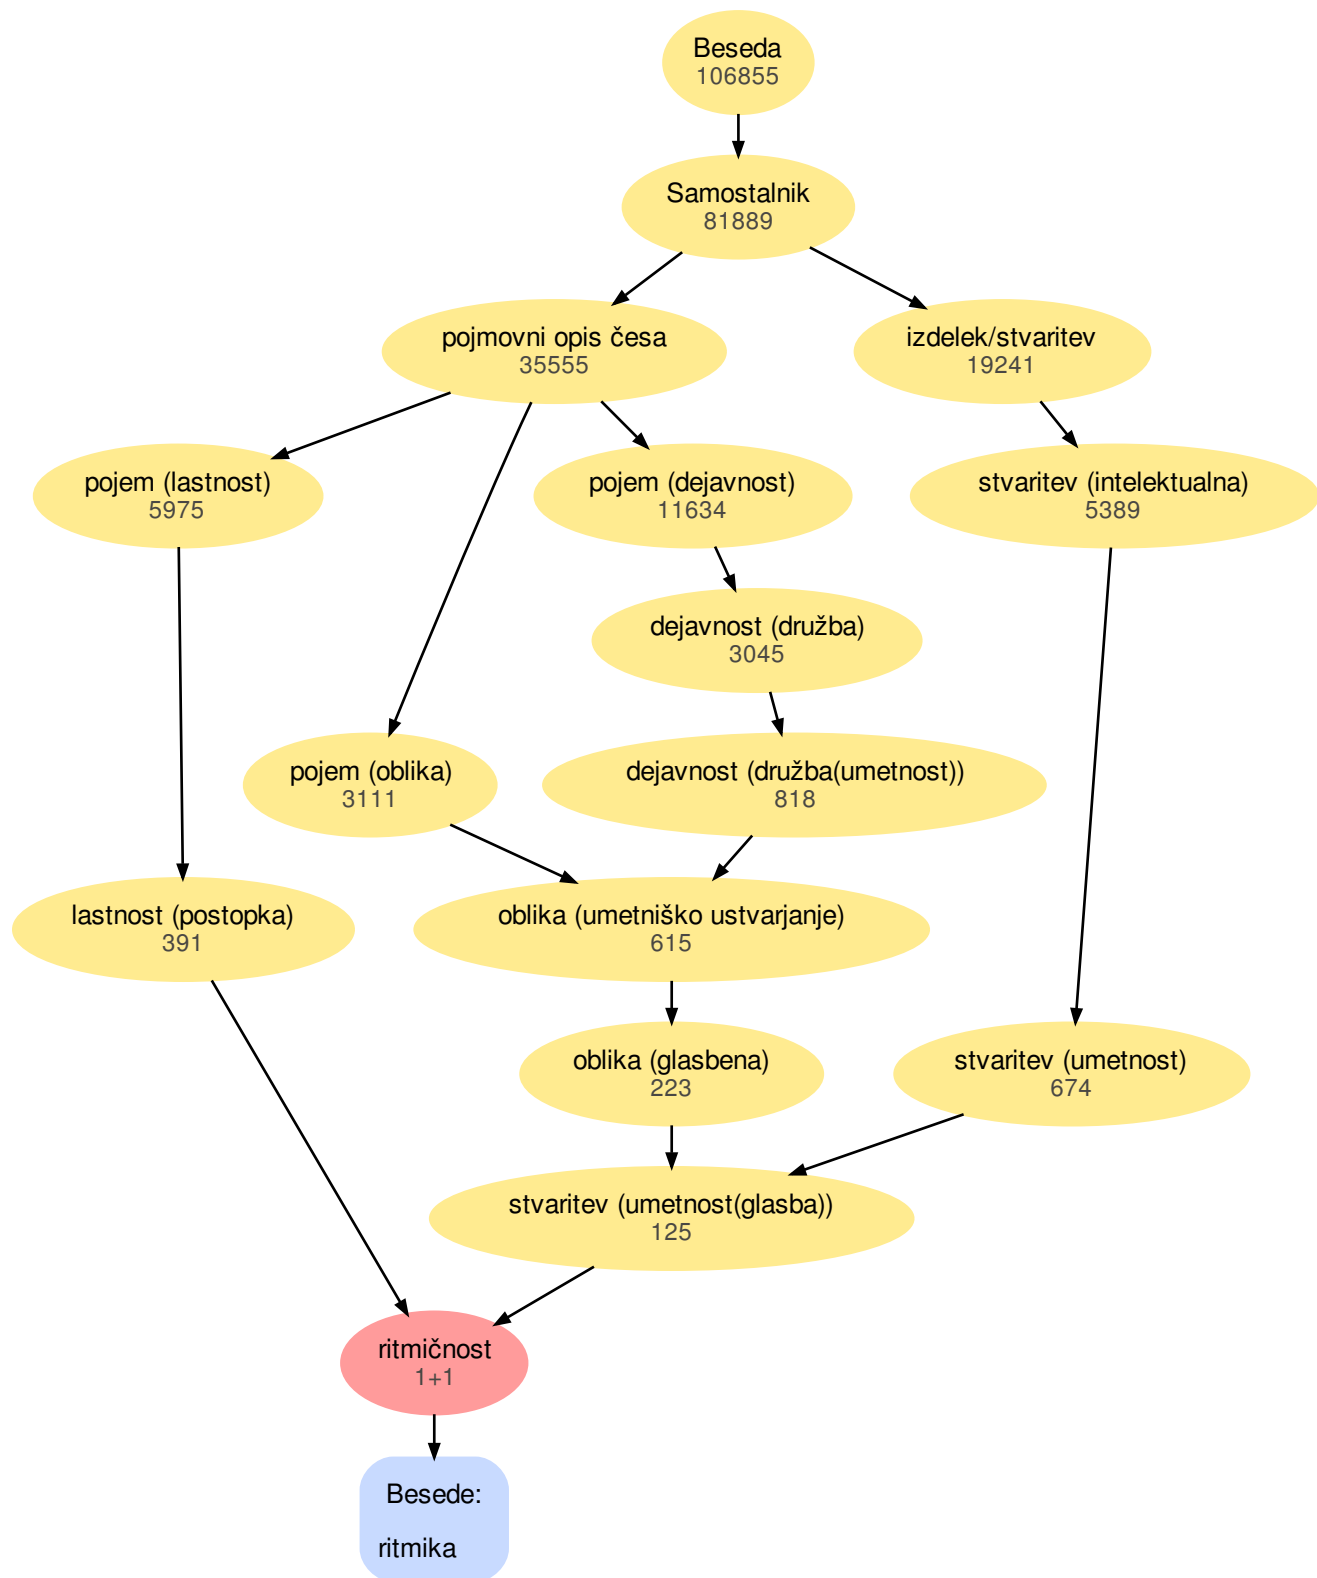 Beseda
106855
Samostalnik
81889
pojmovni opis česa
35555
izdelek/stvaritev
19241
pojem (lastnost)
5975
pojem (dejavnost)
11634
stvaritev (intelektualna)
5389
dejavnost (družba)
3045
pojem (oblika)
3111
dejavnost (družba(umetnost))
818
lastnost (postopka)
391
oblika (umetniško ustvarjanje)
615
oblika (glasbena)
223
stvaritev (umetnost)
674
stvaritev (umetnost(glasba))
125
ritmičnost
1+1
Besede:
ritmika